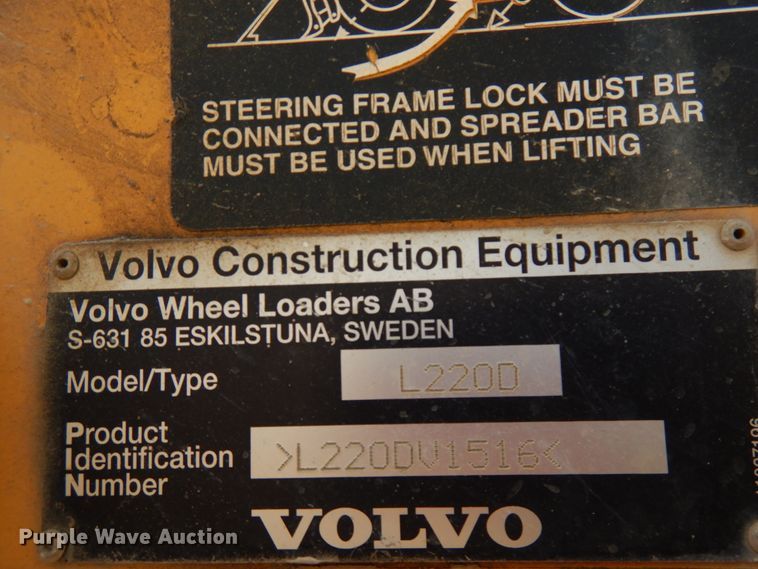 STEERING FRAME LOCK MUST BE
CONNECTED AND SPREADER BAR
MUST BE USED WHEN LIFTING
Volvo Construction Equipment
Volvo Wheel Loaders AB
S-631 85 ESKILSTUNA, SWEDEN
Model/Type L220D
Product
Identification >L220DV1516<
Number
VOLVO
Purple Wave Auction